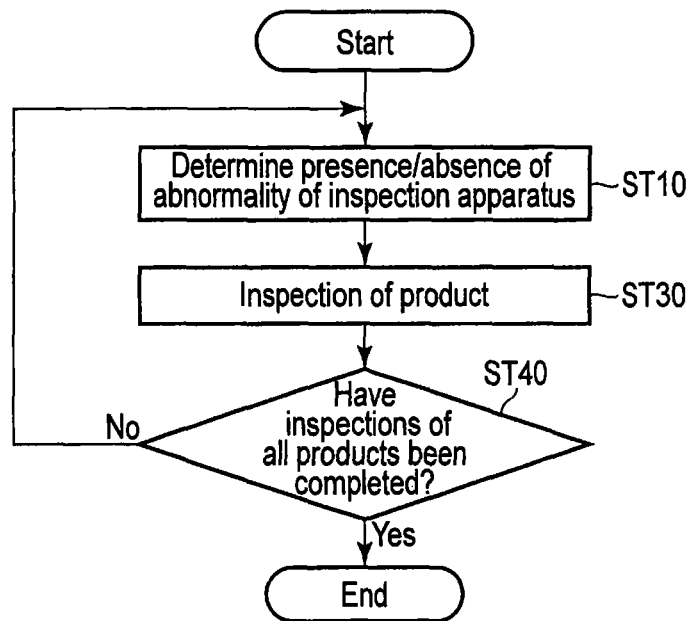 Start
Determine presence/absence of
abnormality of inspection apparatus
ST10
Inspection of product
ST30
ST40
Have
inspections of
all products been
completed?
No
Yes
End